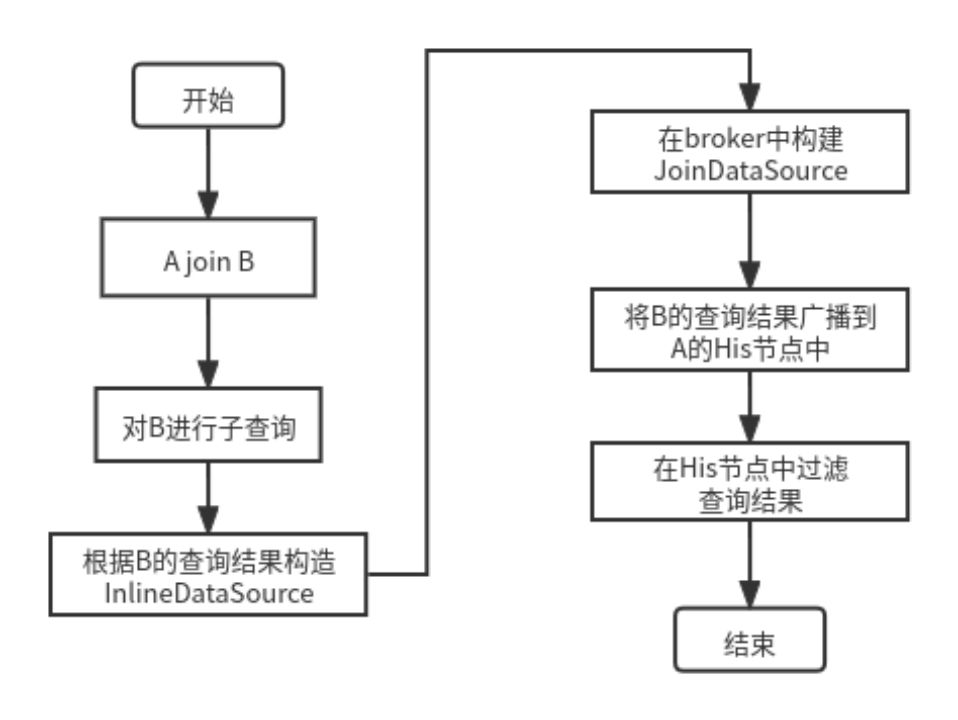 开始
A join B
对B进行子查询
根据B的查询结果构造
InlineDataSource
在broker中构建
JoinDataSource
将B的查询结果广播到
A的His节点中
在His节点中过滤
查询结果
结束